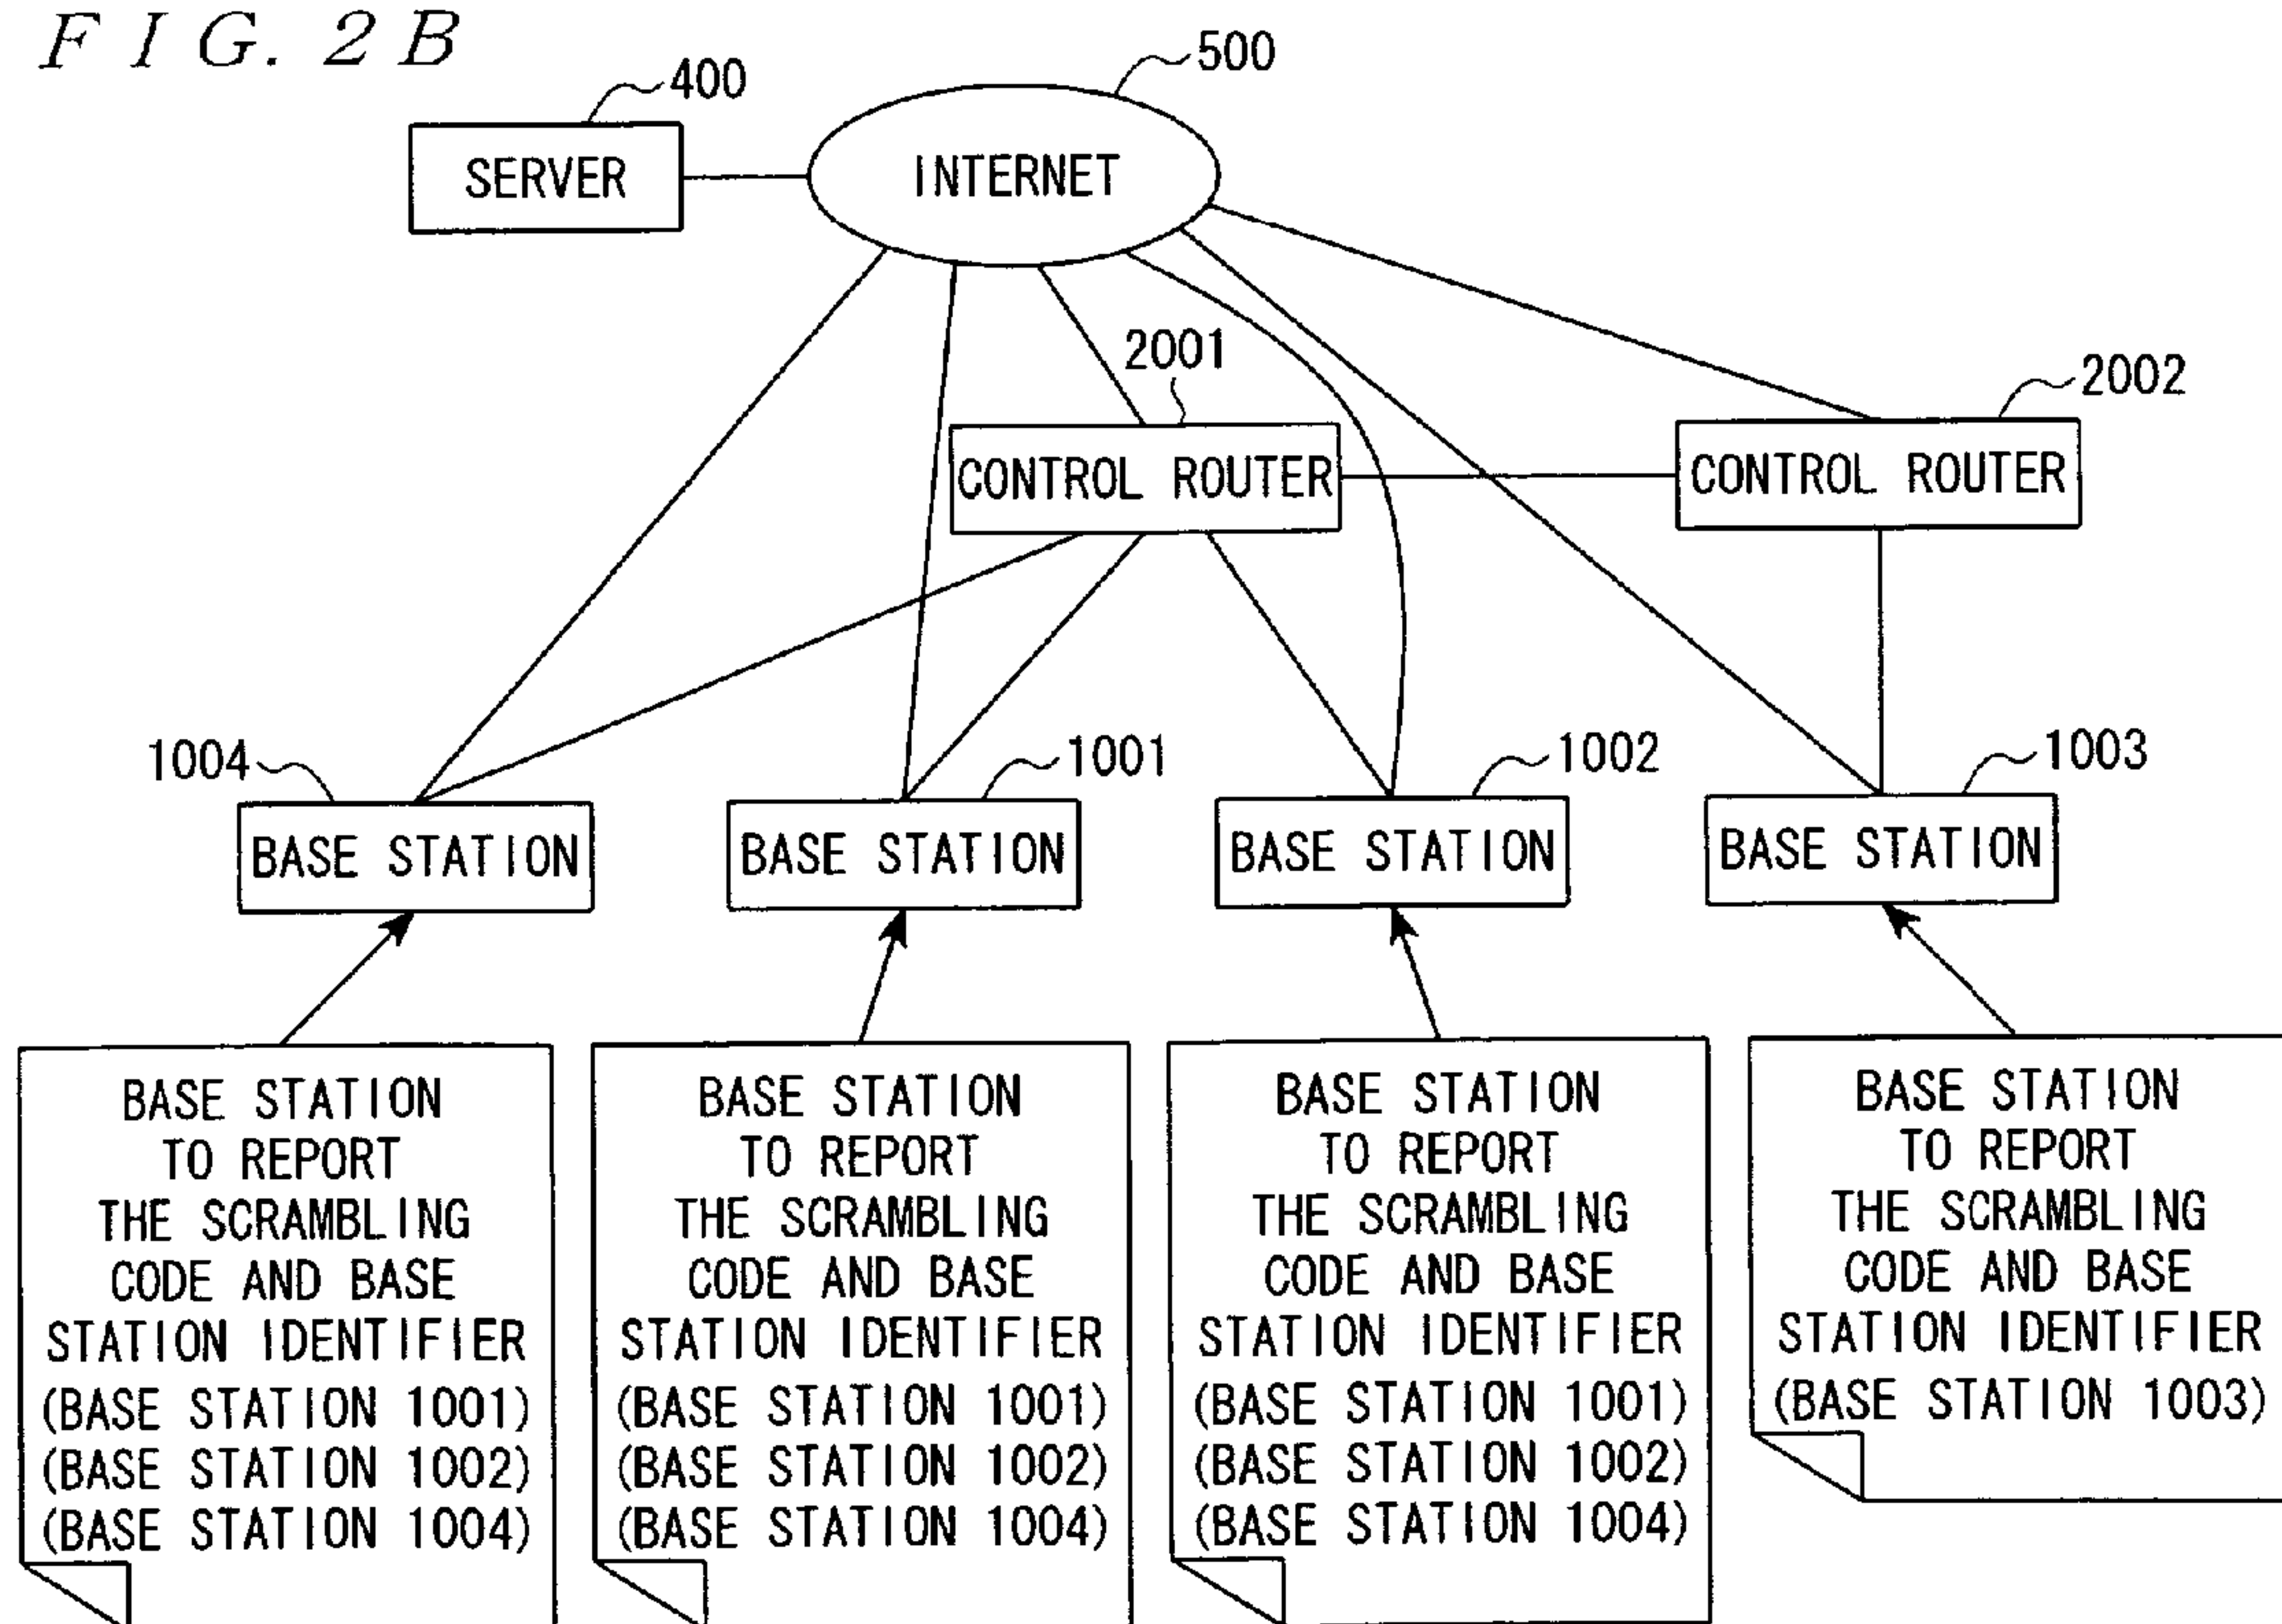 FIG. 2B
500
400
SERVER
INTERNET
2001
2002
CONTROL ROUTER
CONTROL ROUTER
1004
1001
1002
1003
BASE STATION
BASE STATION
BASE STATION
BASE STATION
BASE STATION
TO REPORT
THE SCRAMBLING
CODE AND BASE
STATION IDENTIFIER
(BASE STATION 1001)
(BASE STATION 1002)
(BASE STATION 1004)
BASE STATION
TO REPORT
THE SCRAMBLING
CODE AND BASE
STATION IDENTIFIER
(BASE STATION 1001)
(BASE STATION 1002)
(BASE STATION 1004)
BASE STATION
TO REPORT
THE SCRAMBLING
CODE AND BASE
STATION IDENTIFIER
(BASE STATION 1001)
(BASE STATION 1002)
(BASE STATION 1004)
BASE STATION
TO REPORT
THE SCRAMBLING
CODE AND BASE
STATION IDENTIFIER
(BASE STATION 1003)